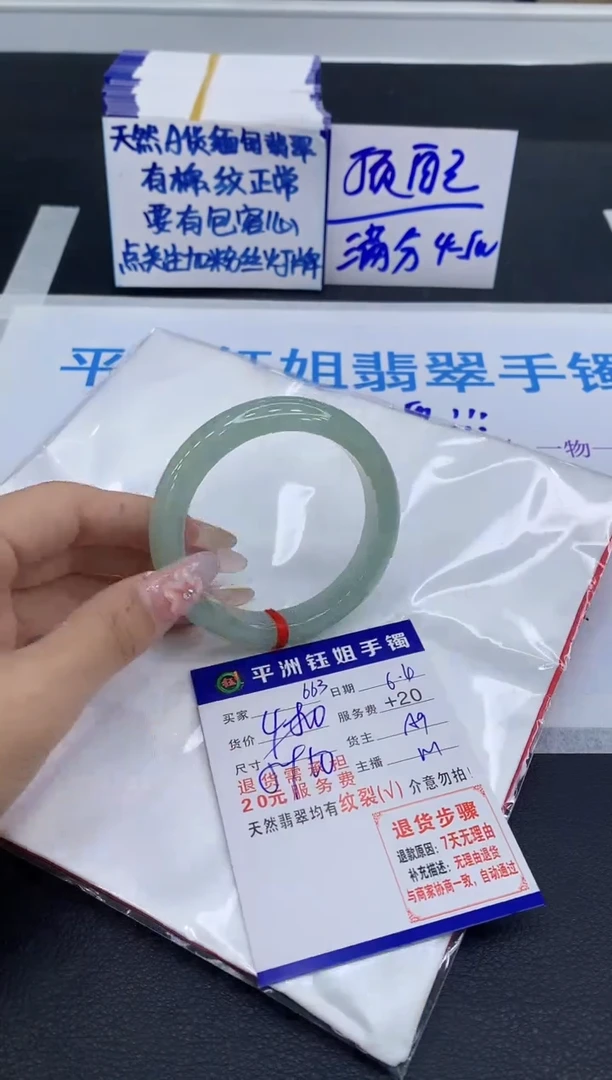 天然A货缅甸翡翠
有棉纹正常
要有包容心
点关注加粉丝灯牌
顶配
满分
姐翡翠手镯
一物一
平洲钰姐手镯
买家 663 日期 6.6
货价 服务费 +20
尺寸 货主 A9
主播 M
退货需承担
20元服务费
天然翡翠均有纹裂(√)介意勿拍!
退货步骤
退款原因:7天无理由
补充描述:无理由退货
与商家协商一致,自动通过